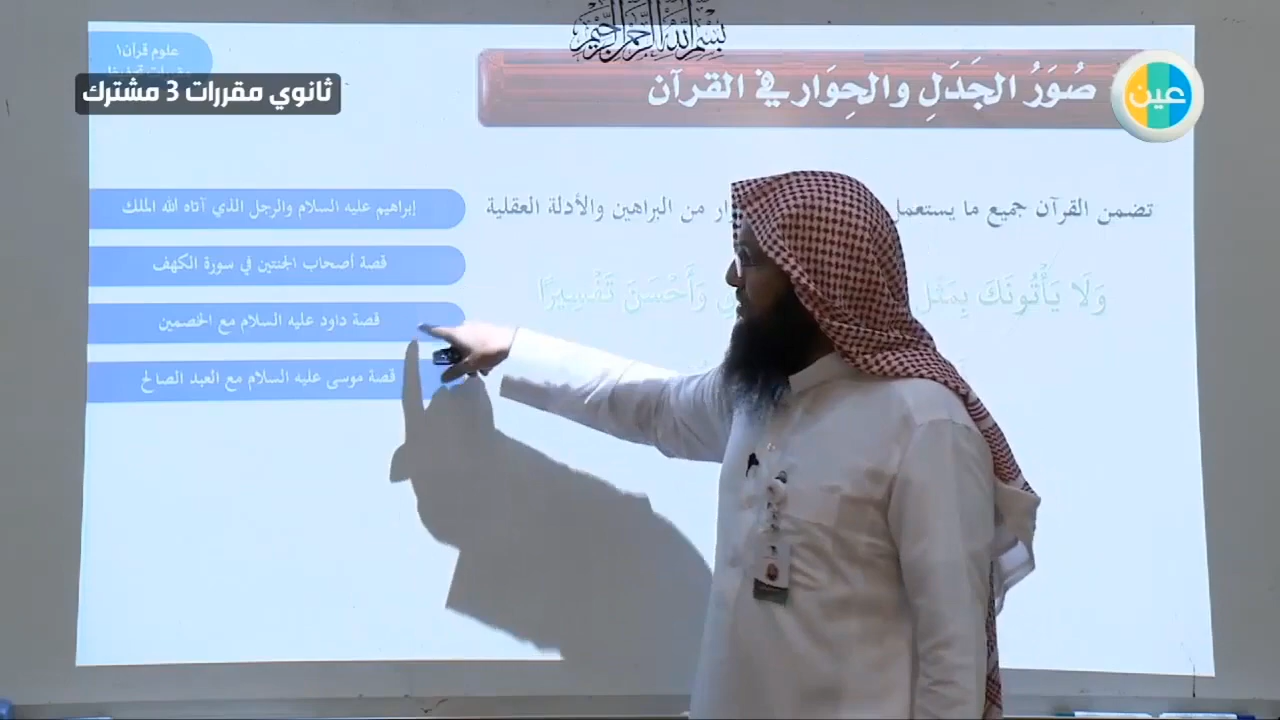 بسم الله الرحمن الرحيم
علوم قرآن١
ثانوي مقررات 3 مشترك
صُوَرُ الجَدَلِ والحِوَار في القرآن
عين
تضمن القرآن جميع ما يستعمل
من البراهين والأدلة العقلية
وَلَا يَأْتُونَكَ بِمَثَلٍ
وَأَحْسَنَ تَفْسِيرًا
إبراهيم عليه السلام والرجل الذي آتاه الله الملك
قصة أصحاب الجنتين في سورة الكهف
قصة داود عليه السلام مع الخصمين
قصة موسى عليه السلام مع العبد الصالح